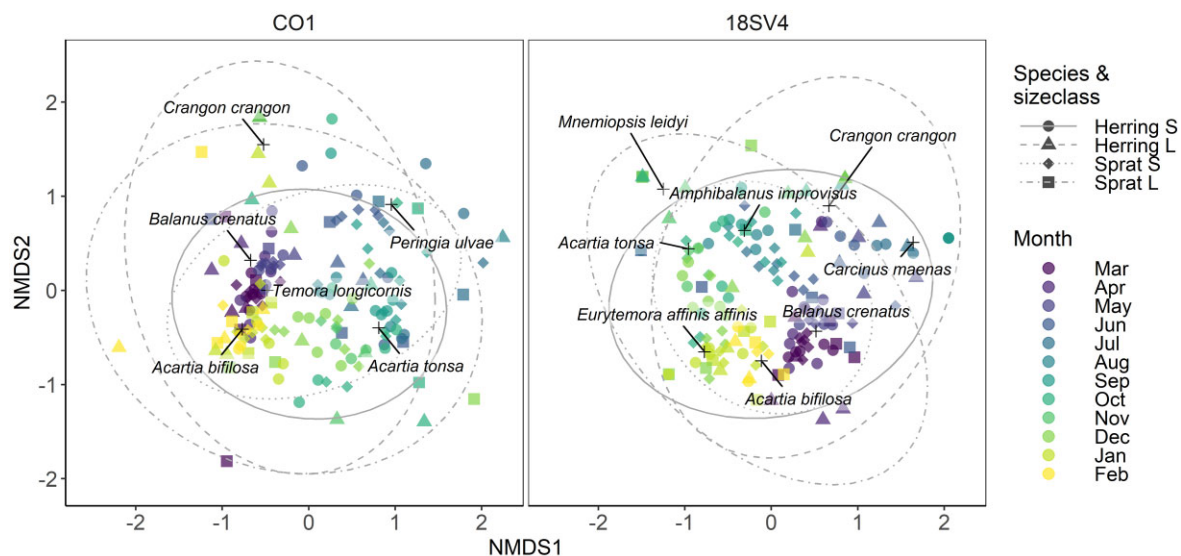 CO1
18SV4
2
1
0
-1
-2
NMDS2
Crangon crangon
Balanus crenatus
Peringia ulvae
Temora longicornis
Acartia bifilosa
Acartia tonsa
Mnemiopsis leidyi
Crangon crangon
Amphibalanus improvisus
Acartia tonsa
Carcinus maenas
Eurytemora affinis affinis
Balanus crenatus
Acartia bifilosa
-2 -1 0 1 2
-2 -1 0 1 2
NMDS1
Species &
sizeclass
Herring S
Herring L
Sprat S
Sprat L
Month
Mar
Apr
May
Jun
Jul
Aug
Sep
Oct
Nov
Dec
Jan
Feb